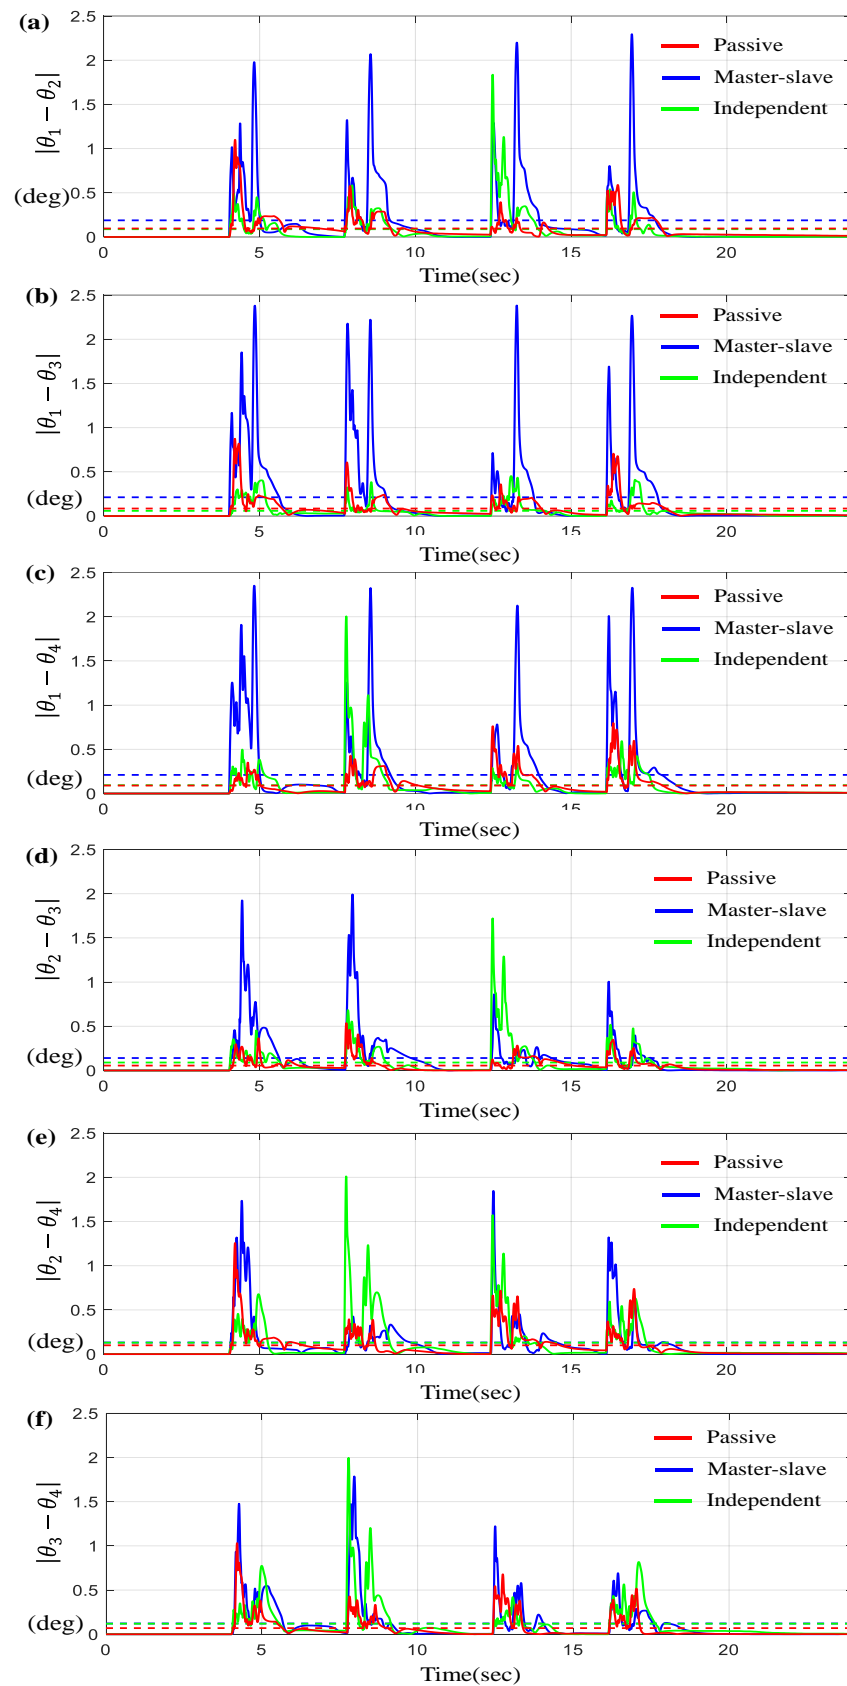 (a)
2.5
2
1.5
1
0.5
0
|θ₁ − θ₂|
(deg)
Passive
Master-slave
Independent
0 5 10 15 20
Time(sec)
(b)
2.5
2
1.5
1
0.5
0
|θ₁ − θ₃|
(deg)
Passive
Master-slave
Independent
0 5 10 15 20
Time(sec)
(c)
2.5
2
1.5
1
0.5
0
|θ₁ − θ₄|
(deg)
Passive
Master-slave
Independent
0 5 10 15 20
Time(sec)
(d)
2.5
2
1.5
1
0.5
0
|θ₂ − θ₃|
(deg)
Passive
Master-slave
Independent
0 5 10 15 20
Time(sec)
(e)
2.5
2
1.5
1
0.5
0
|θ₂ − θ₄|
(deg)
Passive
Master-slave
Independent
0 5 10 15 20
Time(sec)
(f)
2.5
2
1.5
1
0.5
0
|θ₃ − θ₄|
(deg)
Passive
Master-slave
Independent
0 5 10 15 20
Time(sec)